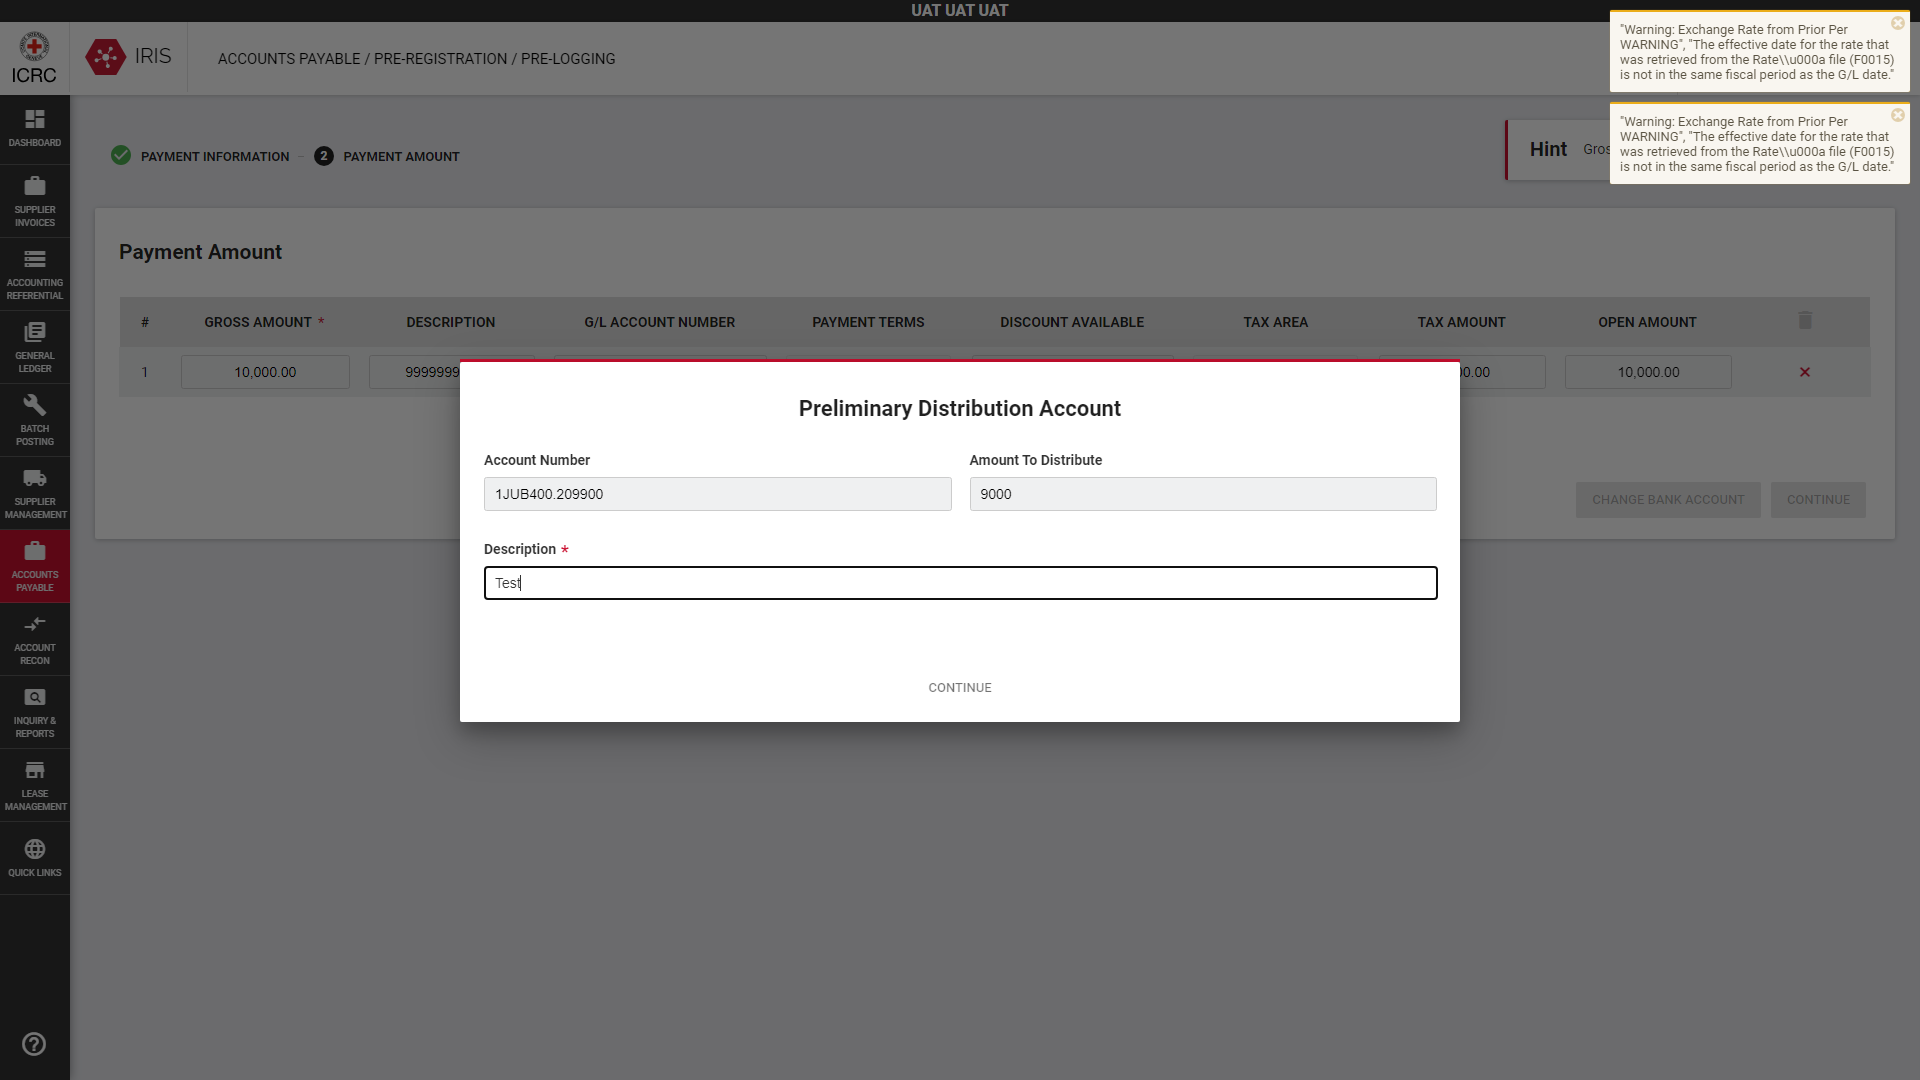 UAT UAT UAT
ICRC
IRIS
ACCOUNTS PAYABLE / PRE-REGISTRATION / PRE-LOGGING
"Warning: Exchange Rate from Prior Per
WARNING", "The effective date for the rate that
was retrieved from the Rate\\u000a file (F0015)
is not in the same fiscal period as the G/L date."
"Warning: Exchange Rate from Prior Per
WARNING", "The effective date for the rate that
was retrieved from the Rate\\u000a file (F0015)
is not in the same fiscal period as the G/L date."
DASHBOARD
SUPPLIER
INVOICES
ACCOUNTING
REFERENTIAL
GENERAL
LEDGER
BATCH
POSTING
SUPPLIER
MANAGEMENT
ACCOUNTS
PAYABLE
ACCOUNT
RECON
INQUIRY &
REPORTS
LEASE
MANAGEMENT
QUICK LINKS
PAYMENT INFORMATION
2 PAYMENT AMOUNT
Hint
Payment Amount
# GROSS AMOUNT * DESCRIPTION G/L ACCOUNT NUMBER PAYMENT TERMS DISCOUNT AVAILABLE TAX AREA TAX AMOUNT OPEN AMOUNT
1 10,000.00 9999999 0.00 10,000.00
CHANGE BANK ACCOUNT CONTINUE
Preliminary Distribution Account
Account Number Amount To Distribute
1JUB400.209900 9000
Description *
Test
CONTINUE